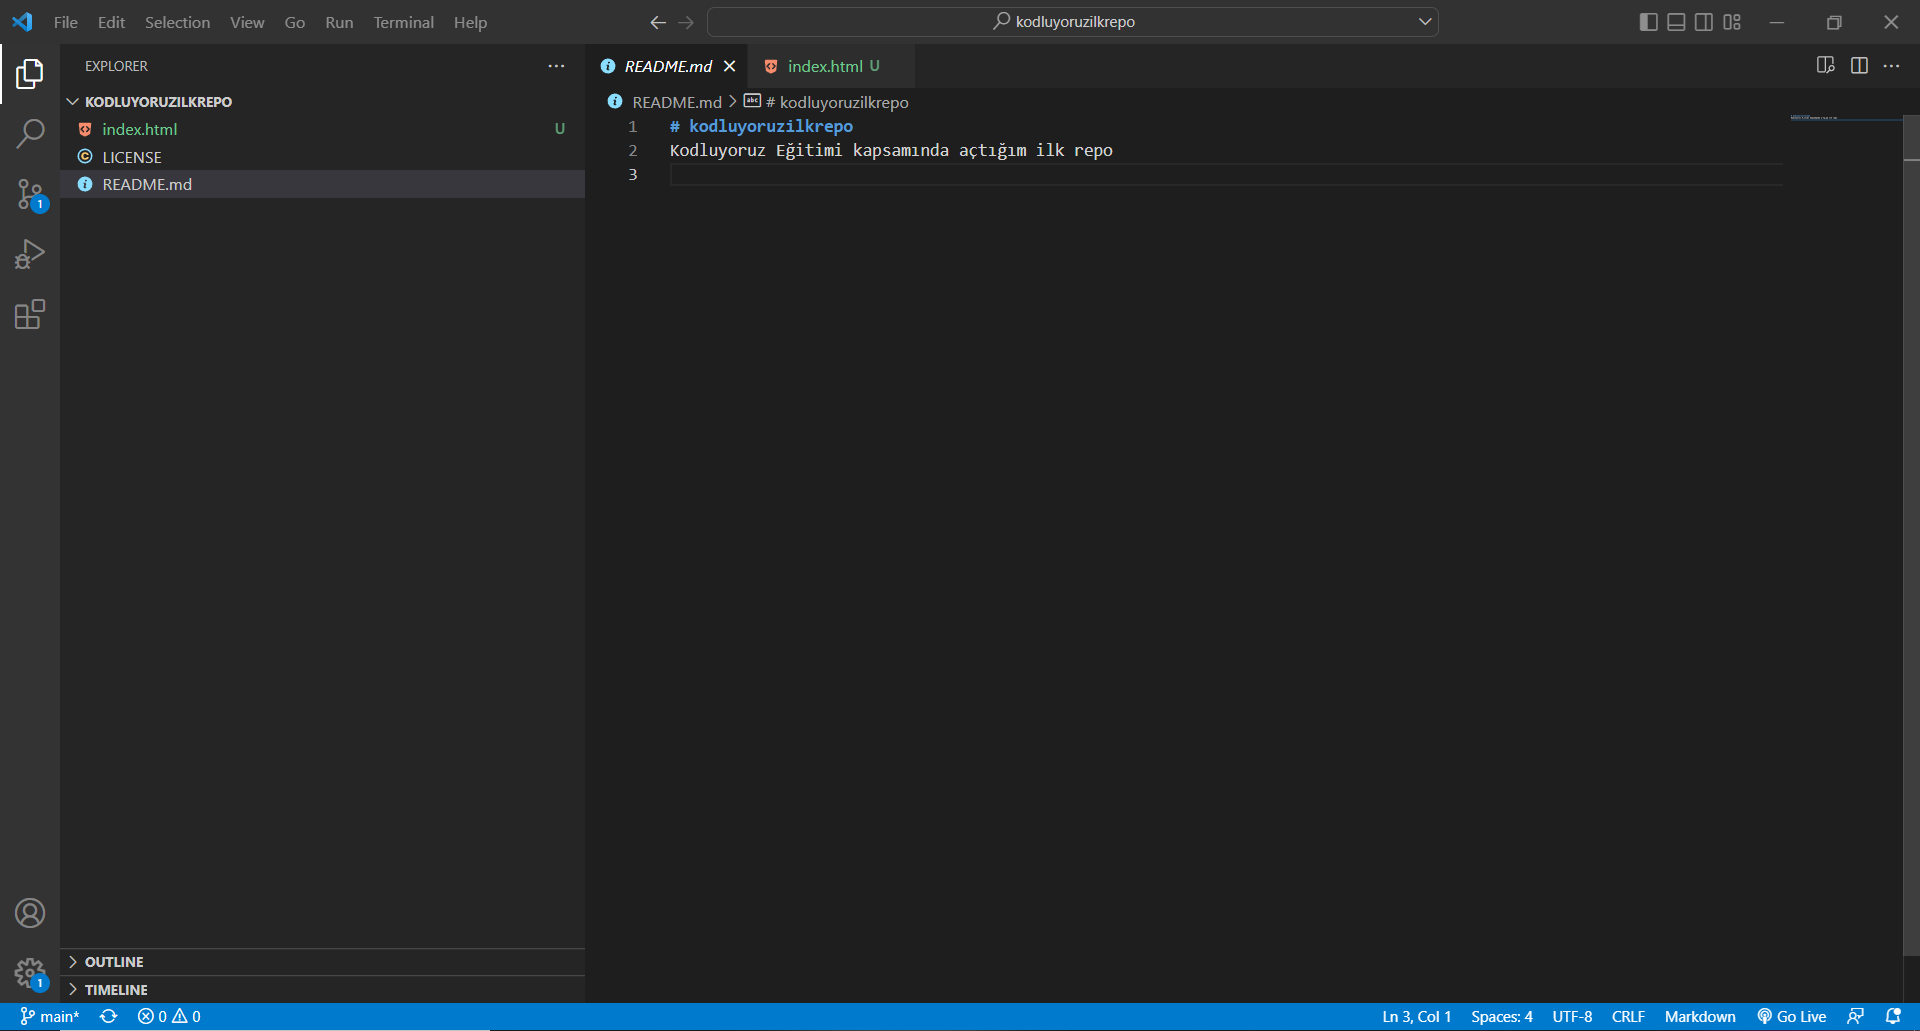 File Edit Selection View Go Run Terminal Help
kodluyoruzilkrepo
EXPLORER
KODLUYORUZILKREPO
index.html U
LICENSE
README.md
1
1
OUTLINE
TIMELINE
README.md index.html U
README.md > # kodluyoruzilkrepo
1 # kodluyoruzilkrepo
2 Kodluyoruz Eğitimi kapsamında açtığım ilk repo
3
main* 0 0
Ln 3, Col 1 Spaces: 4 UTF-8 CRLF Markdown Go Live